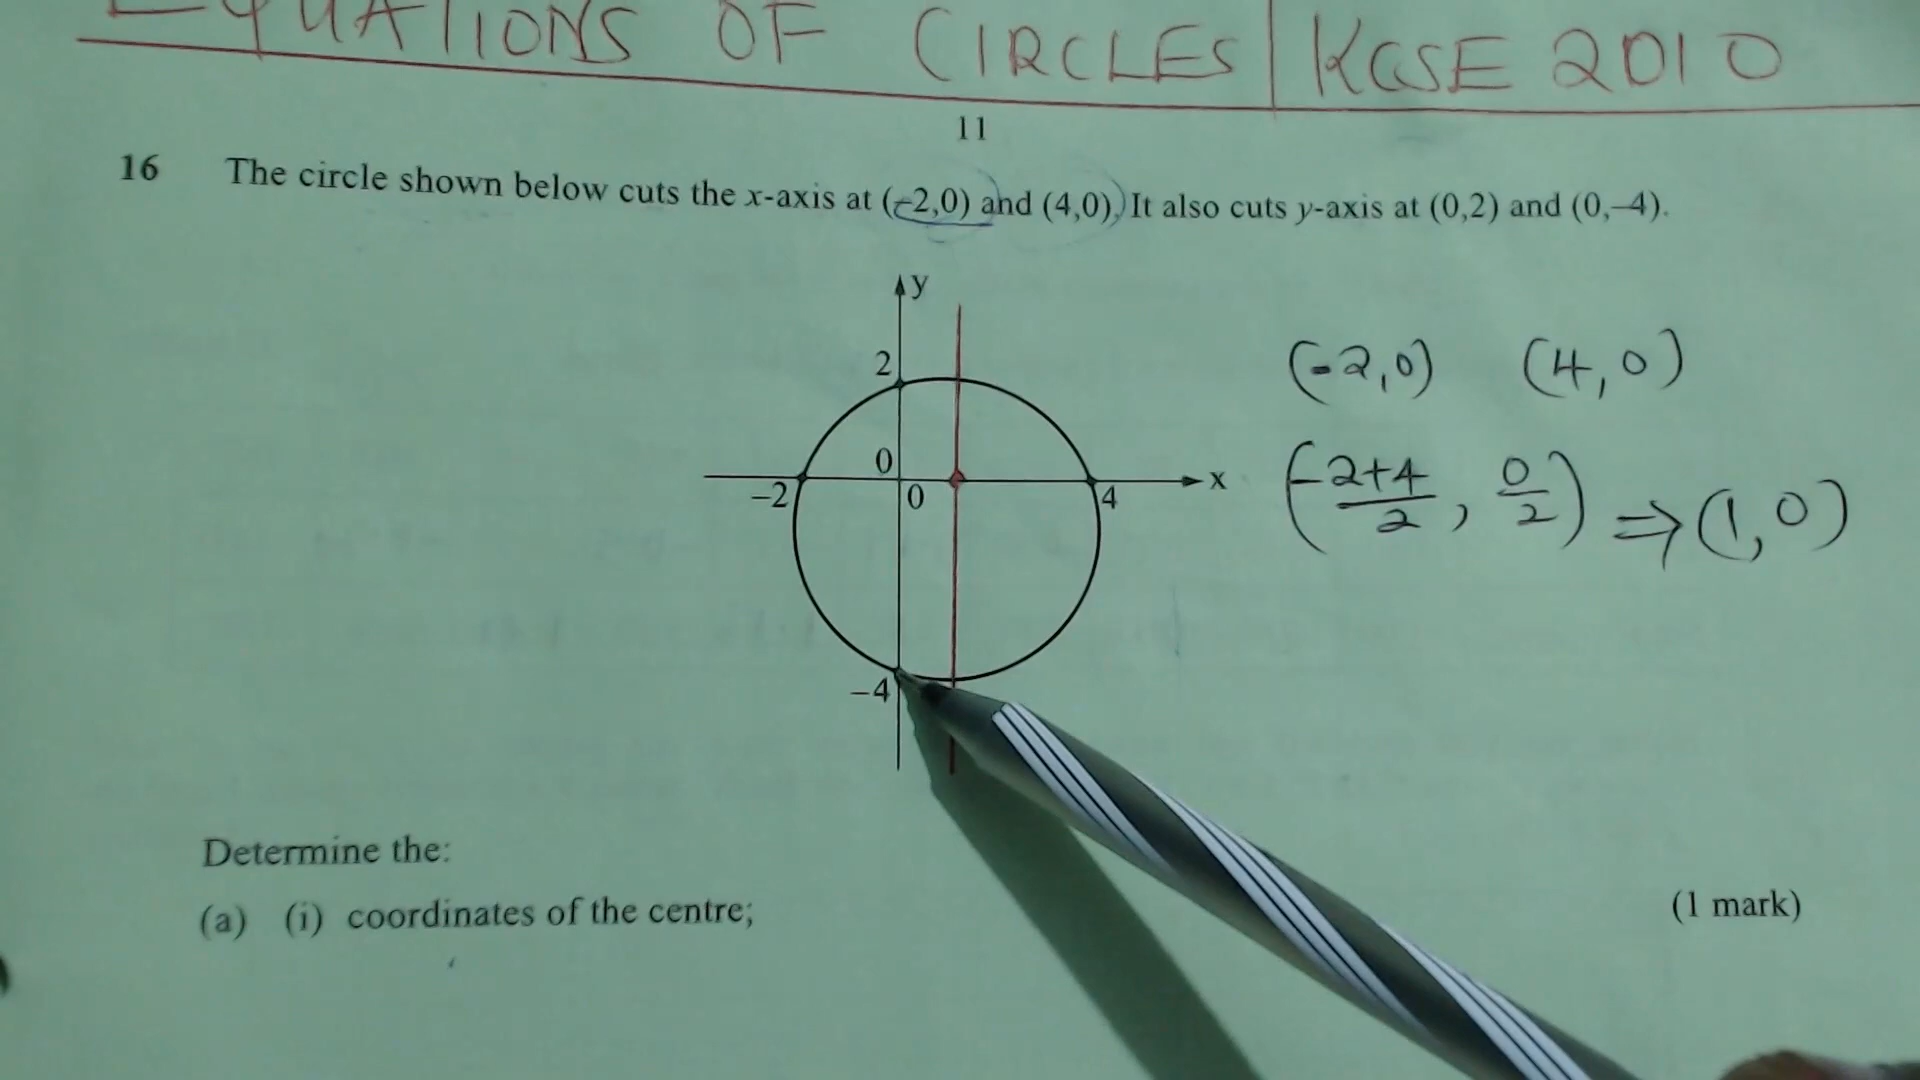 EQUATIONS OF CIRCLES | KCSE 2010
11
16 The circle shown below cuts the x-axis at (–2,0) and (4,0). It also cuts y-axis at (0,2) and (0,–4).
y
2
(-2,0) (4,0)
0
–2 0 4 x
(-2+4/2, 0/2) ⇒ (1,0)
–4
Determine the:
(a) (i) coordinates of the centre; (1 mark)